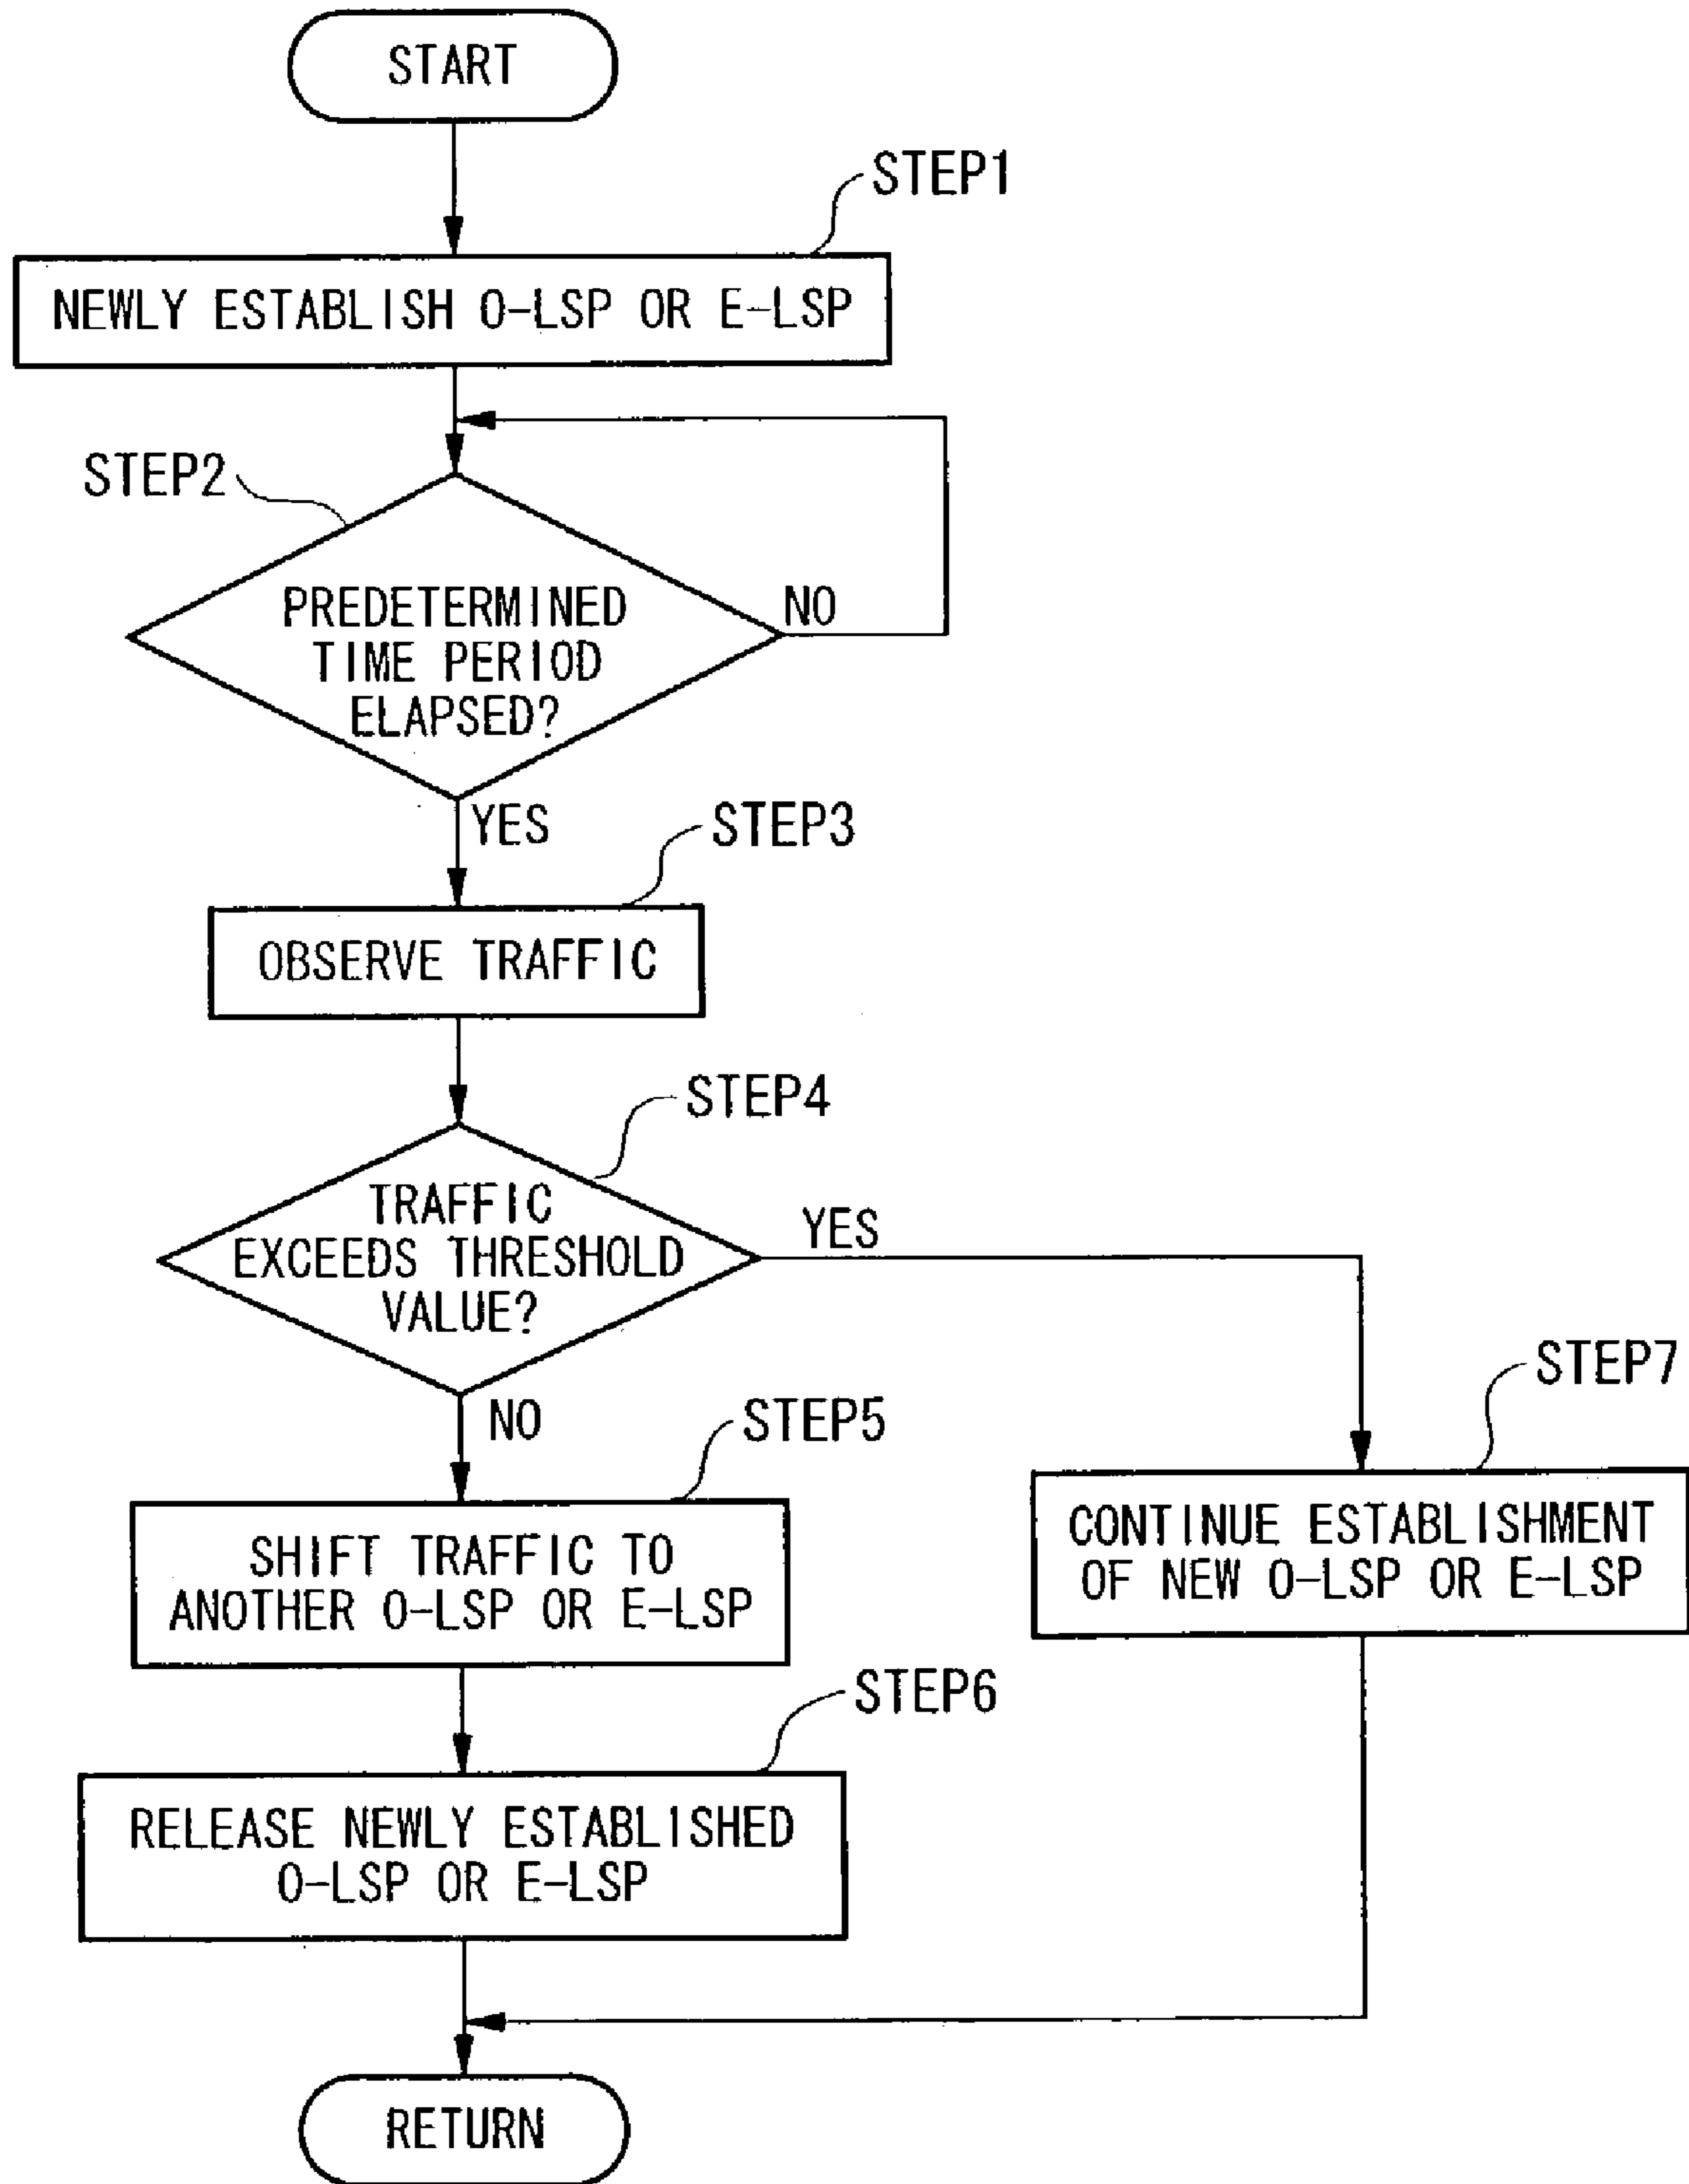 START
STEP1
NEWLY ESTABLISH O-LSP OR E-LSP
STEP2
PREDETERMINED
TIME PERIOD
ELAPSED?
NO
YES
STEP3
OBSERVE TRAFFIC
STEP4
TRAFFIC
EXCEEDS THRESHOLD
VALUE?
YES
NO
STEP5
SHIFT TRAFFIC TO
ANOTHER O-LSP OR E-LSP
STEP7
CONTINUE ESTABLISHMENT
OF NEW O-LSP OR E-LSP
STEP6
RELEASE NEWLY ESTABLISHED
O-LSP OR E-LSP
RETURN